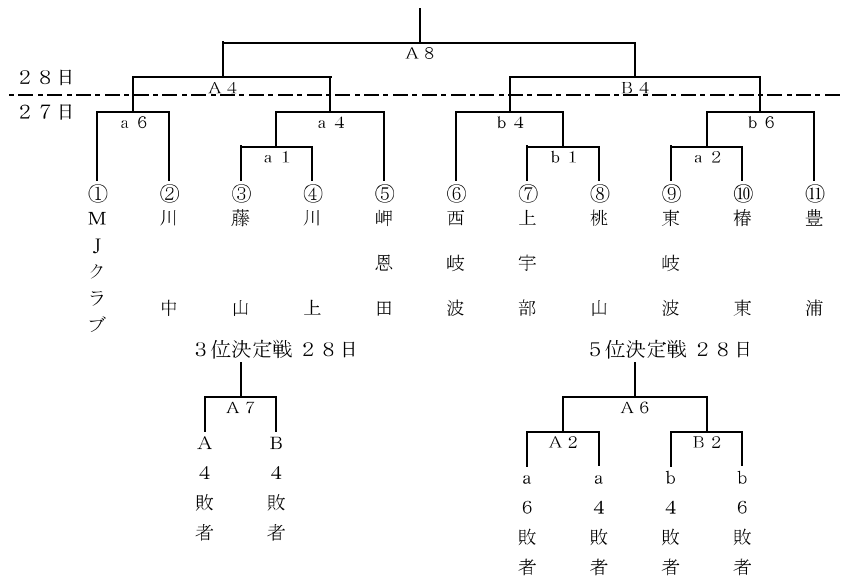 Ａ８
２８日
Ａ４ Ｂ４
２７日
ａ６ ａ４ ｂ４ ｂ６
ａ１ ｂ１ ａ２
① ② ③ ④ ⑤ ⑥ ⑦ ⑧ ⑨ ⑩ ⑪
ＭＪクラブ
川中
藤山
川上
岬恩田
西岐波
上宇部
桃山
東岐波
椿東
豊浦
３位決定戦 ２８日
Ａ７
Ａ４敗者
Ｂ４敗者
５位決定戦 ２８日
Ａ６
Ａ２ Ｂ２
ａ６敗者
ａ４敗者
ｂ４敗者
ｂ６敗者